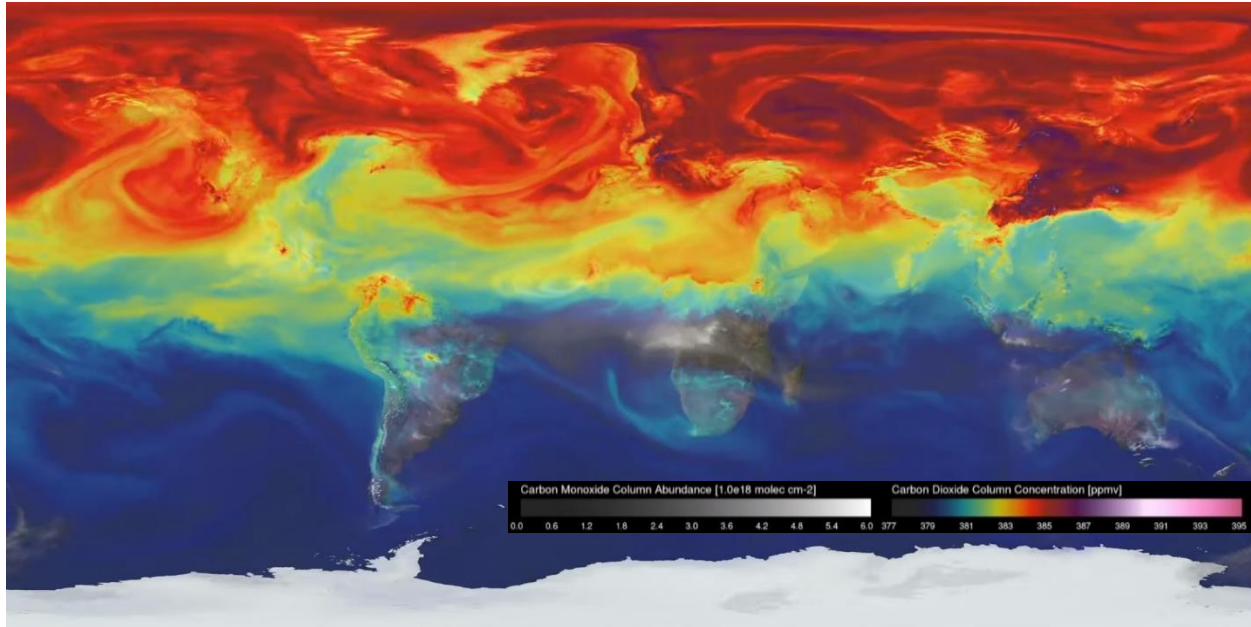 Carbon Monoxide Column Abundance [1.0e18 molec cm-2]
0.0 0.6 1.2 1.8 2.4 3.0 3.6 4.2 4.8 5.4 6.0
Carbon Dioxide Column Concentration [ppmv]
377 379 381 383 385 387 389 391 393 395